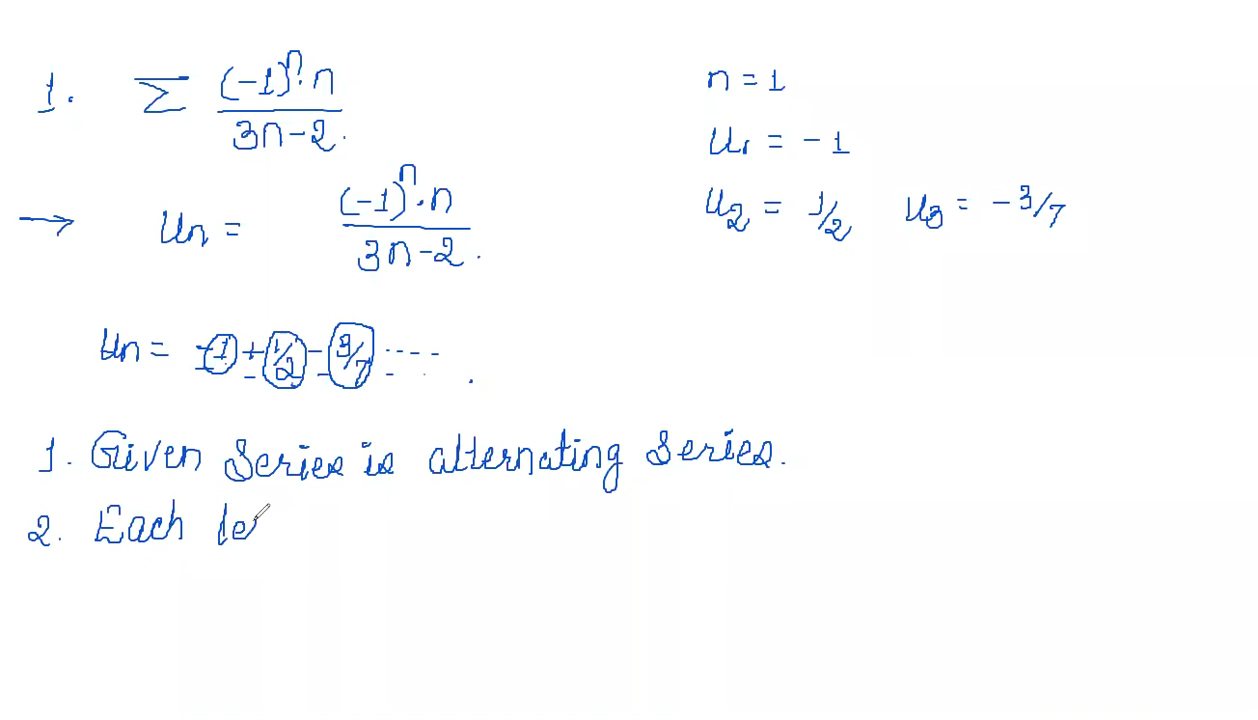 1. Σ (-1)^n · n / 3n-2.
n = 1
u₁ = -1
→ Un = (-1)^n · n / 3n-2.
u₂ = 1/2 u₃ = -3/7
Un = -1 + 1/2 - 3/7 ---- .
1. Given Series is alternating Series.
2. Each